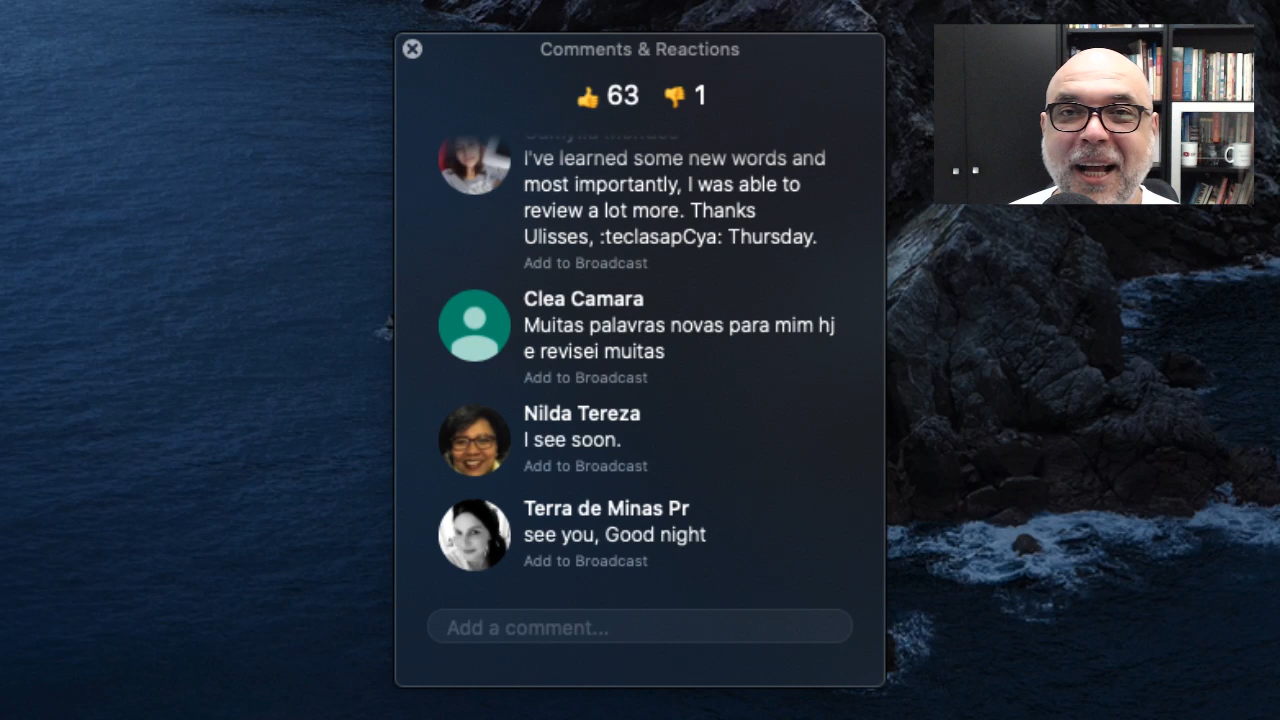 Comments & Reactions
👍 63 👎 1
I've learned some new words and
most importantly, I was able to
review a lot more. Thanks
Ulisses, :teclasapCya: Thursday.
Add to Broadcast
Clea Camara
Muitas palavras novas para mim hj
e revisei muitas
Add to Broadcast
Nilda Tereza
I see soon.
Add to Broadcast
Terra de Minas Pr
see you, Good night
Add to Broadcast
Add a comment...